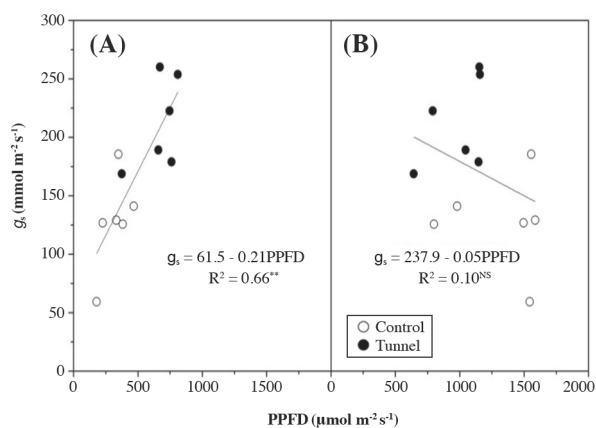 300
(A)
(B)
250
200
150
100
50
0
gs (mmol m-2 s-1)
gs = 61.5 - 0.21PPFD
R² = 0.66**
gs = 237.9 - 0.05PPFD
R² = 0.10NS
Control
Tunnel
0 500 1000 1500 0 500 1000 1500 2000
PPFD (µmol m-2 s-1)